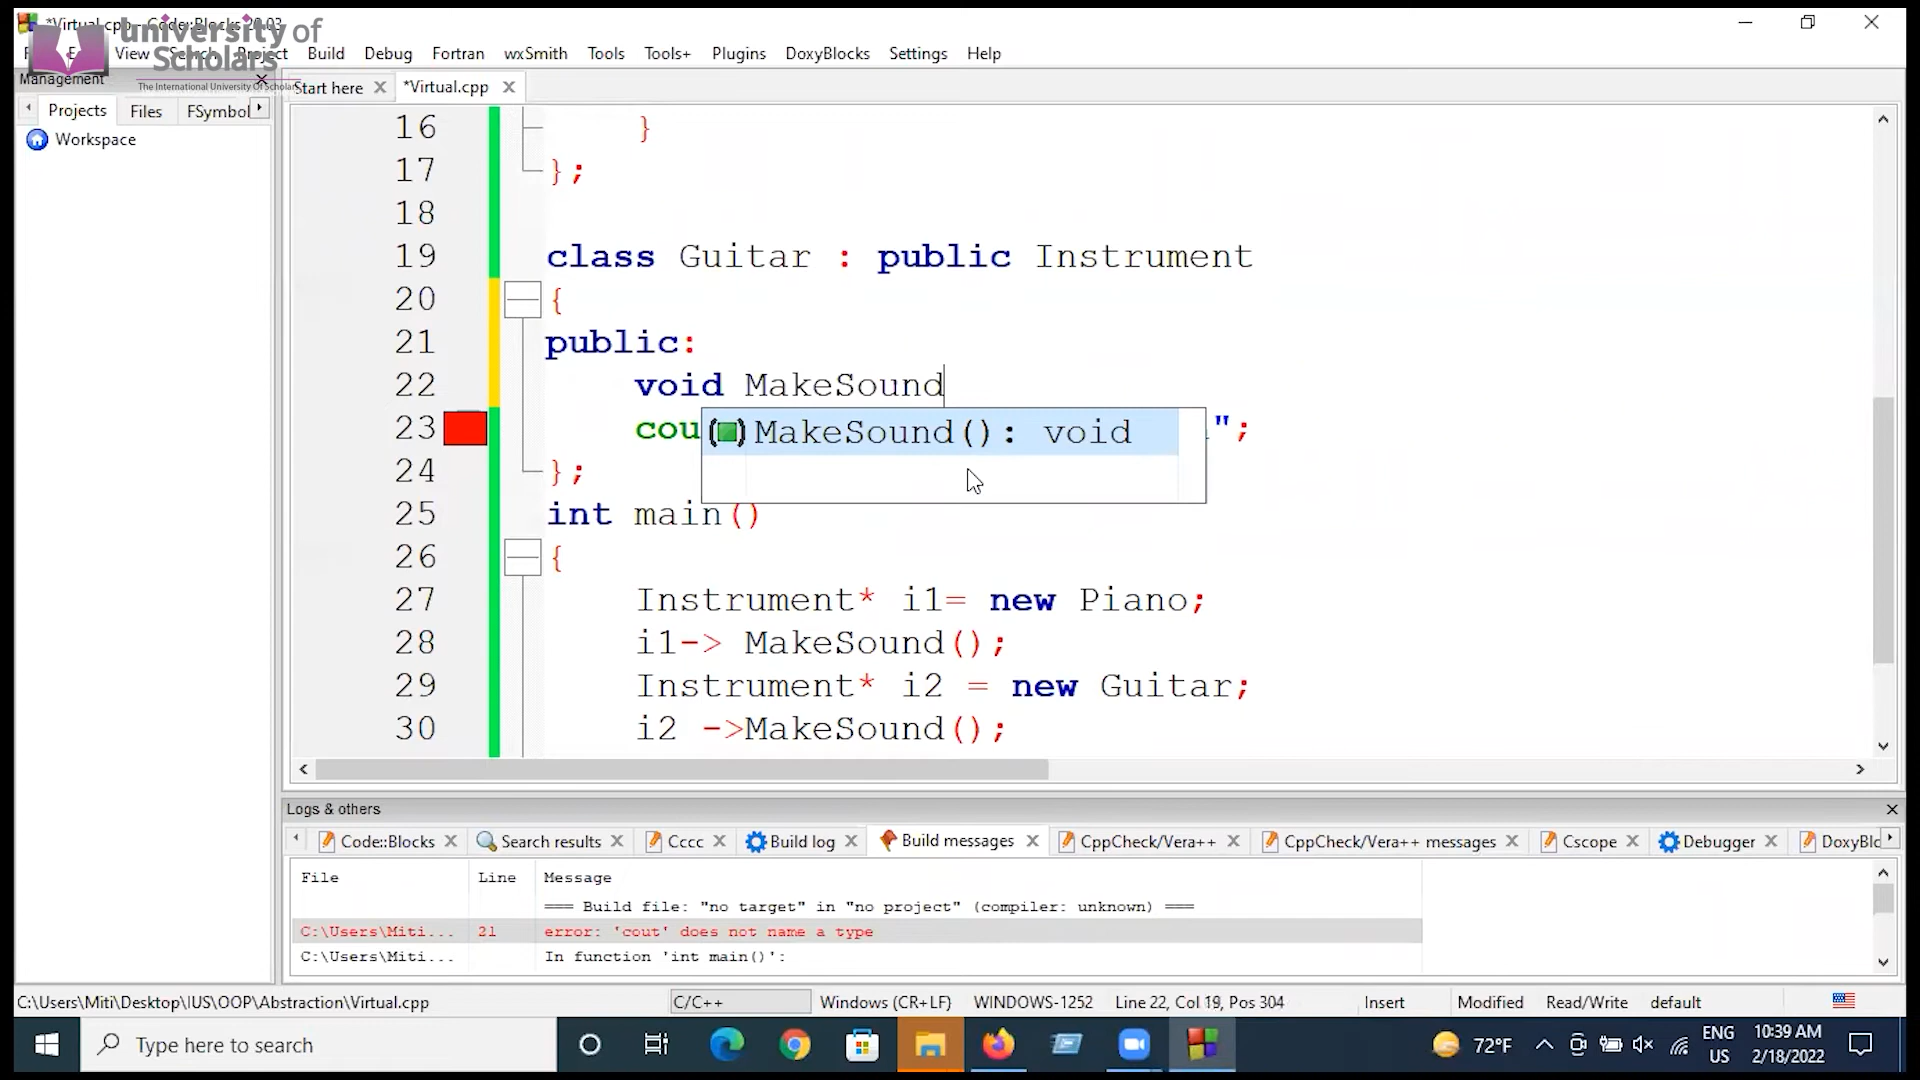 *Virtual.cpp - Code::Blocks 20.03
university of
Scholars
The International University Of Scholars
View Search Project Build Debug Fortran wxSmith Tools Tools+ Plugins DoxyBlocks Settings Help
Management
Start here *Virtual.cpp
Projects Files FSymbol
Workspace
16 }
17 };
18
19 class Guitar : public Instrument
20 {
21 public:
22 void MakeSound
23 cou ";
MakeSound(): void
24 };
25 int main()
26 {
27 Instrument* i1= new Piano;
28 i1-> MakeSound();
29 Instrument* i2 = new Guitar;
30 i2 ->MakeSound();
Logs & others
Code::Blocks Search results Cccc Build log Build messages CppCheck/Vera++ CppCheck/Vera++ messages Cscope Debugger DoxyBlo
File Line Message
=== Build file: "no target" in "no project" (compiler: unknown) ===
C:\Users\Miti... 21 error: 'cout' does not name a type
C:\Users\Miti... In function 'int main()':
C:\Users\Miti\Desktop\IUS\OOP\Abstraction\Virtual.cpp C/C++ Windows (CR+LF) WINDOWS-1252 Line 22, Col 19, Pos 304 Insert Modified Read/Write default
Type here to search 72°F ENG 10:39 AM
US 2/18/2022